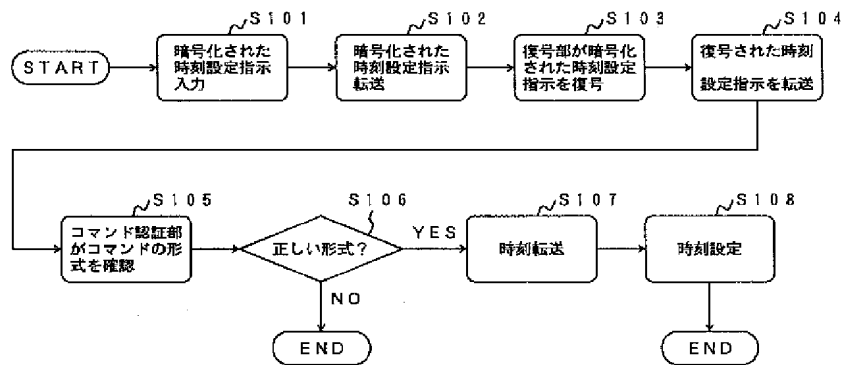 S101
S102
S103
S104
START
暗号化された
時刻設定指示
入力
暗号化された
時刻設定指示
転送
復号部が暗号化
された時刻設定
指示を復号
復号された時刻
設定指示を転送
S105
S106
S107
S108
コマンド認証部
がコマンドの形
式を確認
正しい形式?
YES
時刻転送
時刻設定
NO
END
END